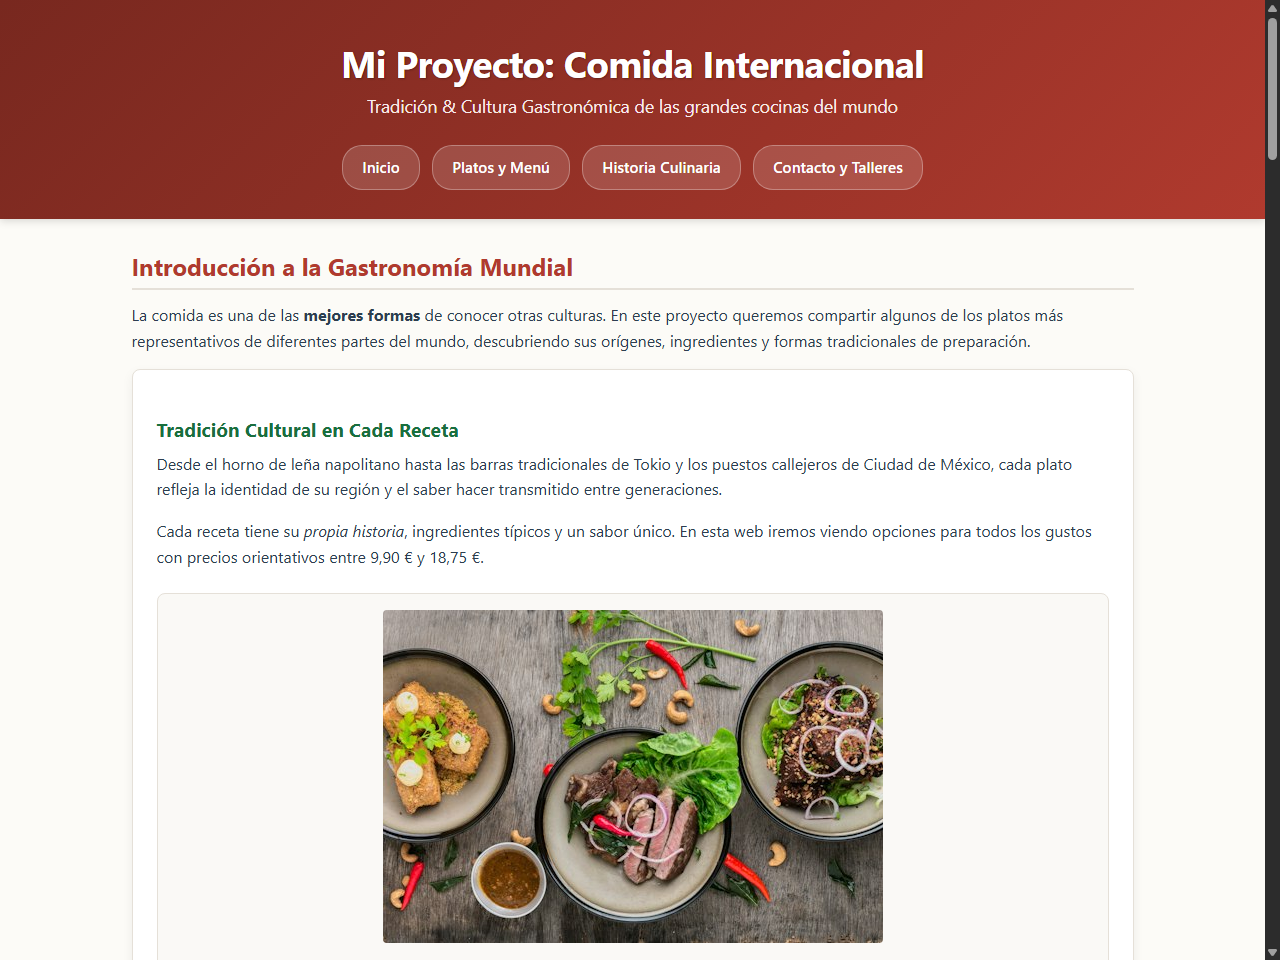 Mi Proyecto: Comida Internacional
Tradición & Cultura Gastronómica de las grandes cocinas del mundo
Inicio
Platos y Menú
Historia Culinaria
Contacto y Talleres
Introducción a la Gastronomía Mundial
La comida es una de las mejores formas de conocer otras culturas. En este proyecto queremos compartir algunos de los platos más
representativos de diferentes partes del mundo, descubriendo sus orígenes, ingredientes y formas tradicionales de preparación.
Tradición Cultural en Cada Receta
Desde el horno de leña napolitano hasta las barras tradicionales de Tokio y los puestos callejeros de Ciudad de México, cada plato
refleja la identidad de su región y el saber hacer transmitido entre generaciones.
Cada receta tiene su propia historia, ingredientes típicos y un sabor único. En esta web iremos viendo opciones para todos los gustos
con precios orientativos entre 9,90 € y 18,75 €.